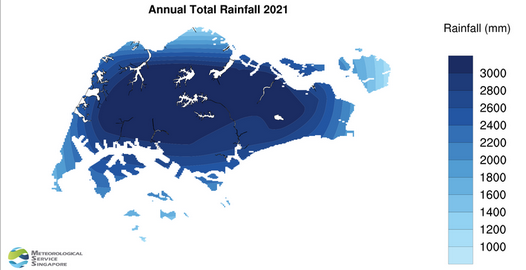 Annual Total Rainfall 2021
Rainfall (mm)
3000
2800
2600
2400
2200
2000
1800
1600
1400
1200
1000
METEOROLOGICAL
SERVICE
SINGAPORE